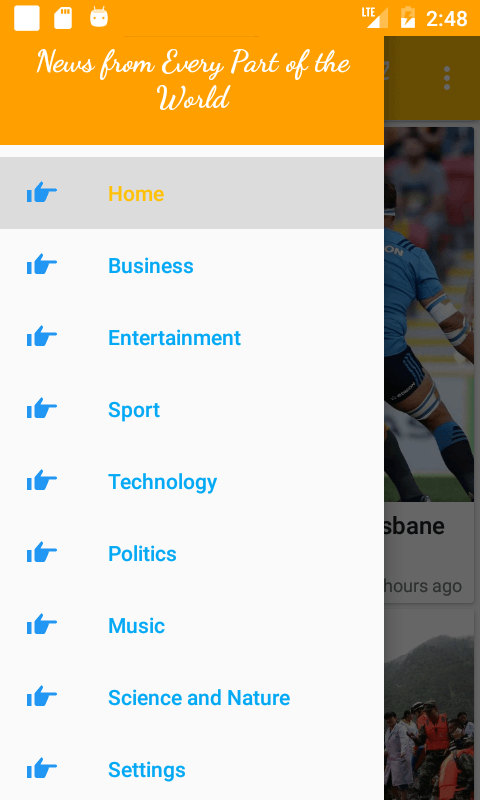 LTE 2:48
News from Every Part of the
World
Home
Business
Entertainment
Sport
Technology
Politics
Music
Science and Nature
Settings
sbane
hours ago